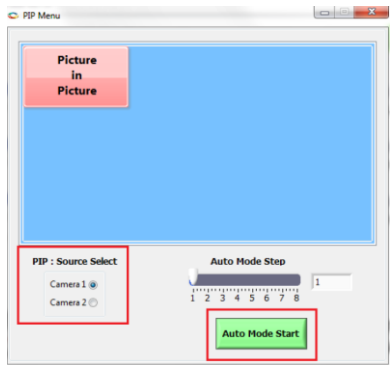 PIP Menu
Picture
in
Picture
PIP : Source Select
Camera 1
Camera 2
Auto Mode Step
1 2 3 4 5 6 7 8
1
Auto Mode Start